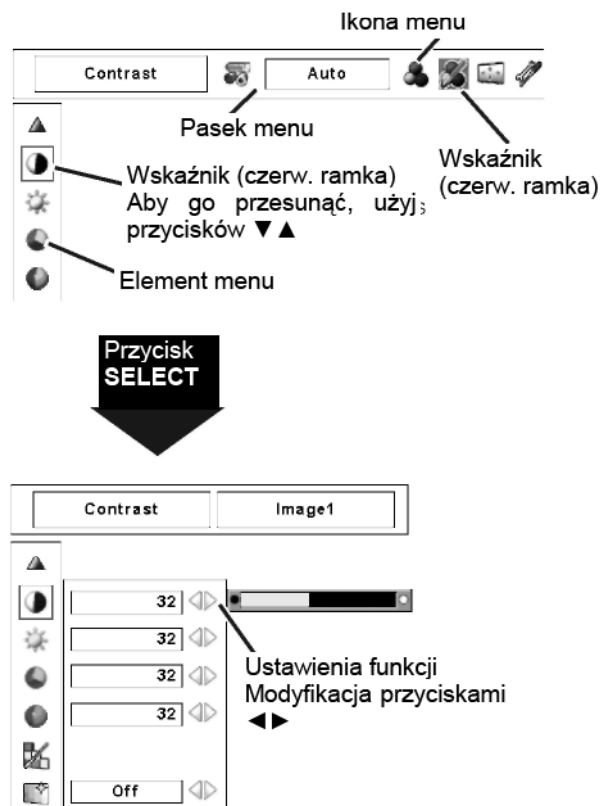 Ikona menu
Contrast
Auto
Pasek menu
Wskaźnik
(czerw. ramka)
Wskaźnik (czerw. ramka)
Aby go przesunąć, użyj
przycisków ▼▲
Element menu
Przycisk
SELECT
Contrast
Image1
32
32
32
32
Off
Ustawienia funkcji
Modyfikacja przyciskami
◄►